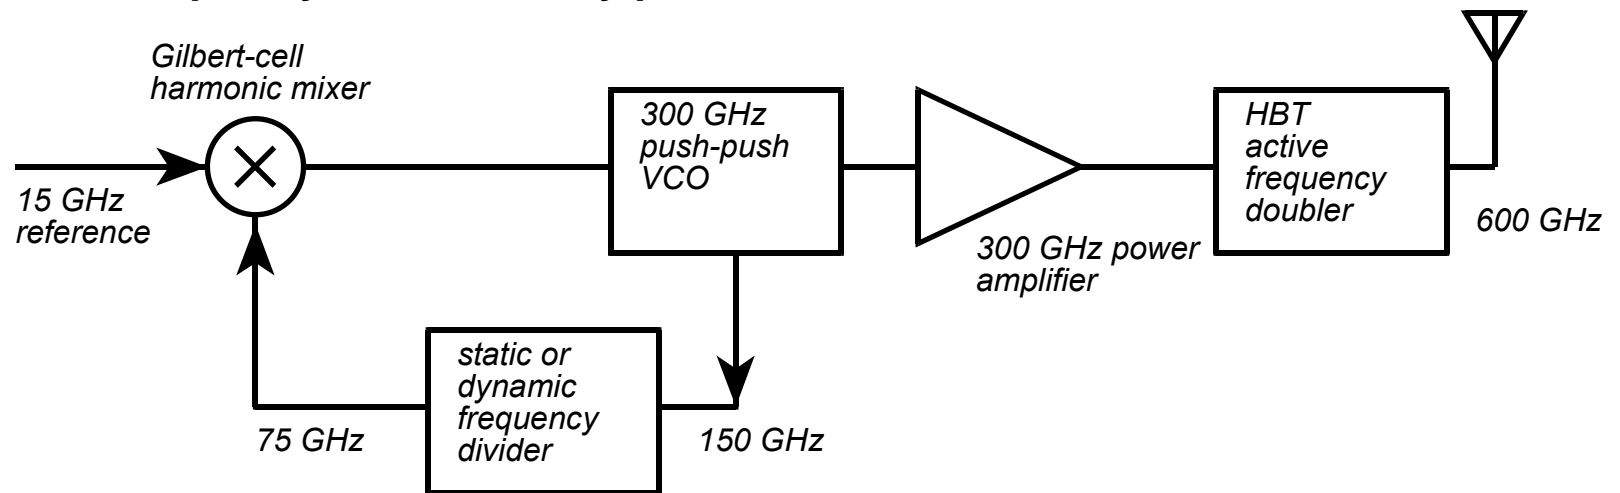 Gilbert-cell
harmonic mixer
15 GHz
reference
300 GHz
push-push
VCO
300 GHz power
amplifier
HBT
active
frequency
doubler
600 GHz
static or
dynamic
frequency
divider
75 GHz
150 GHz